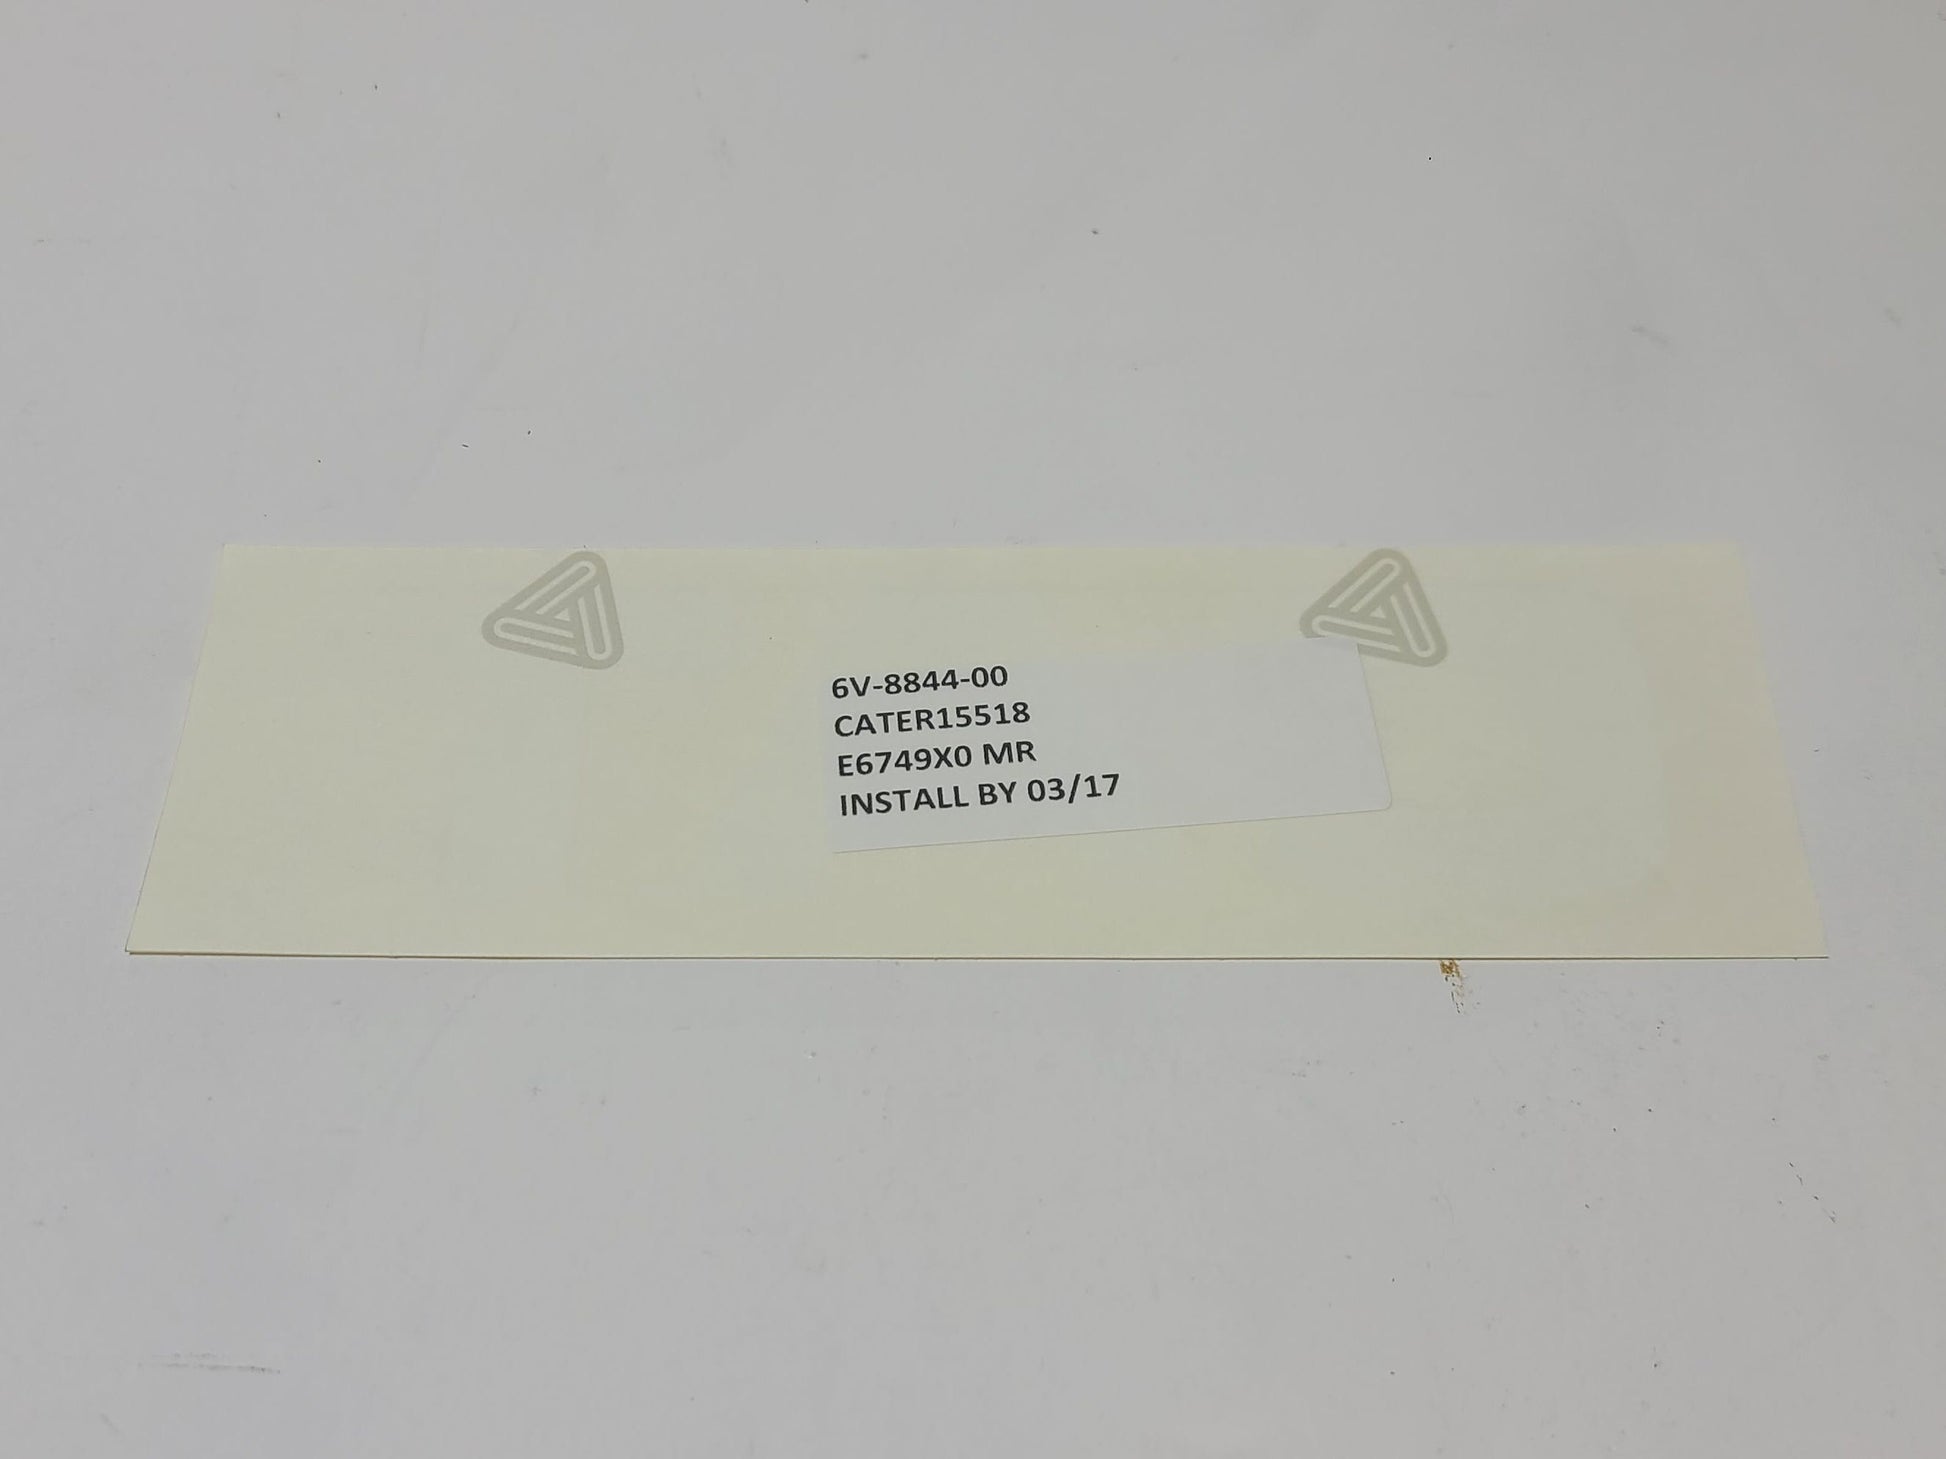 6V-8844-00
CATER15518
E6749X0 MR
INSTALL BY 03/17